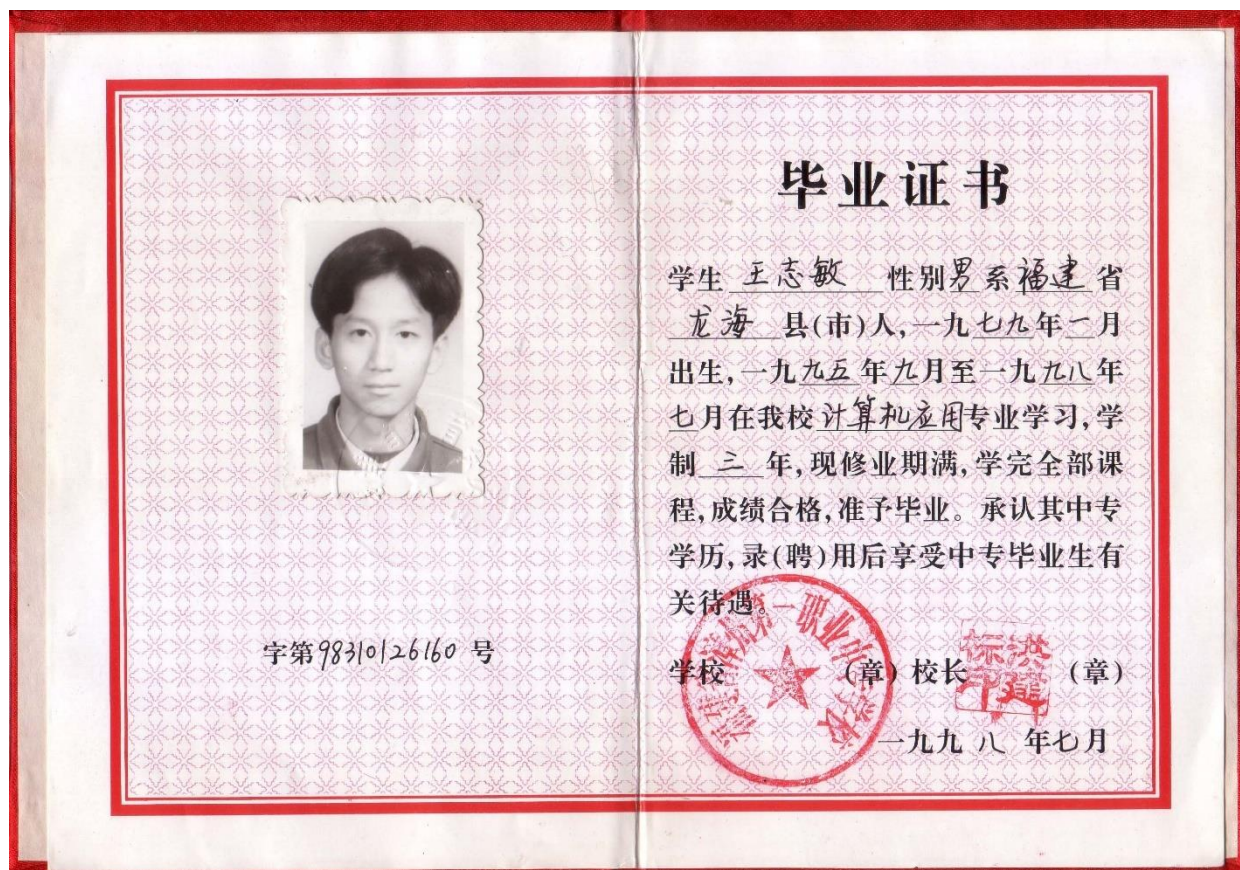 字第98310126160号
毕业证书
学生 王志敏 性别男系福建省
龙海 县(市)人,一九七九年一月
出生,一九九五年九月至一九九八年
七月在我校计算机应用专业学习,学
制 三 年,现修业期满,学完全部课
程,成绩合格,准予毕业。承认其中专
学历,录(聘)用后享受中专毕业生有
关待遇。
学校 (章) 校长 (章)
一九九八年七月